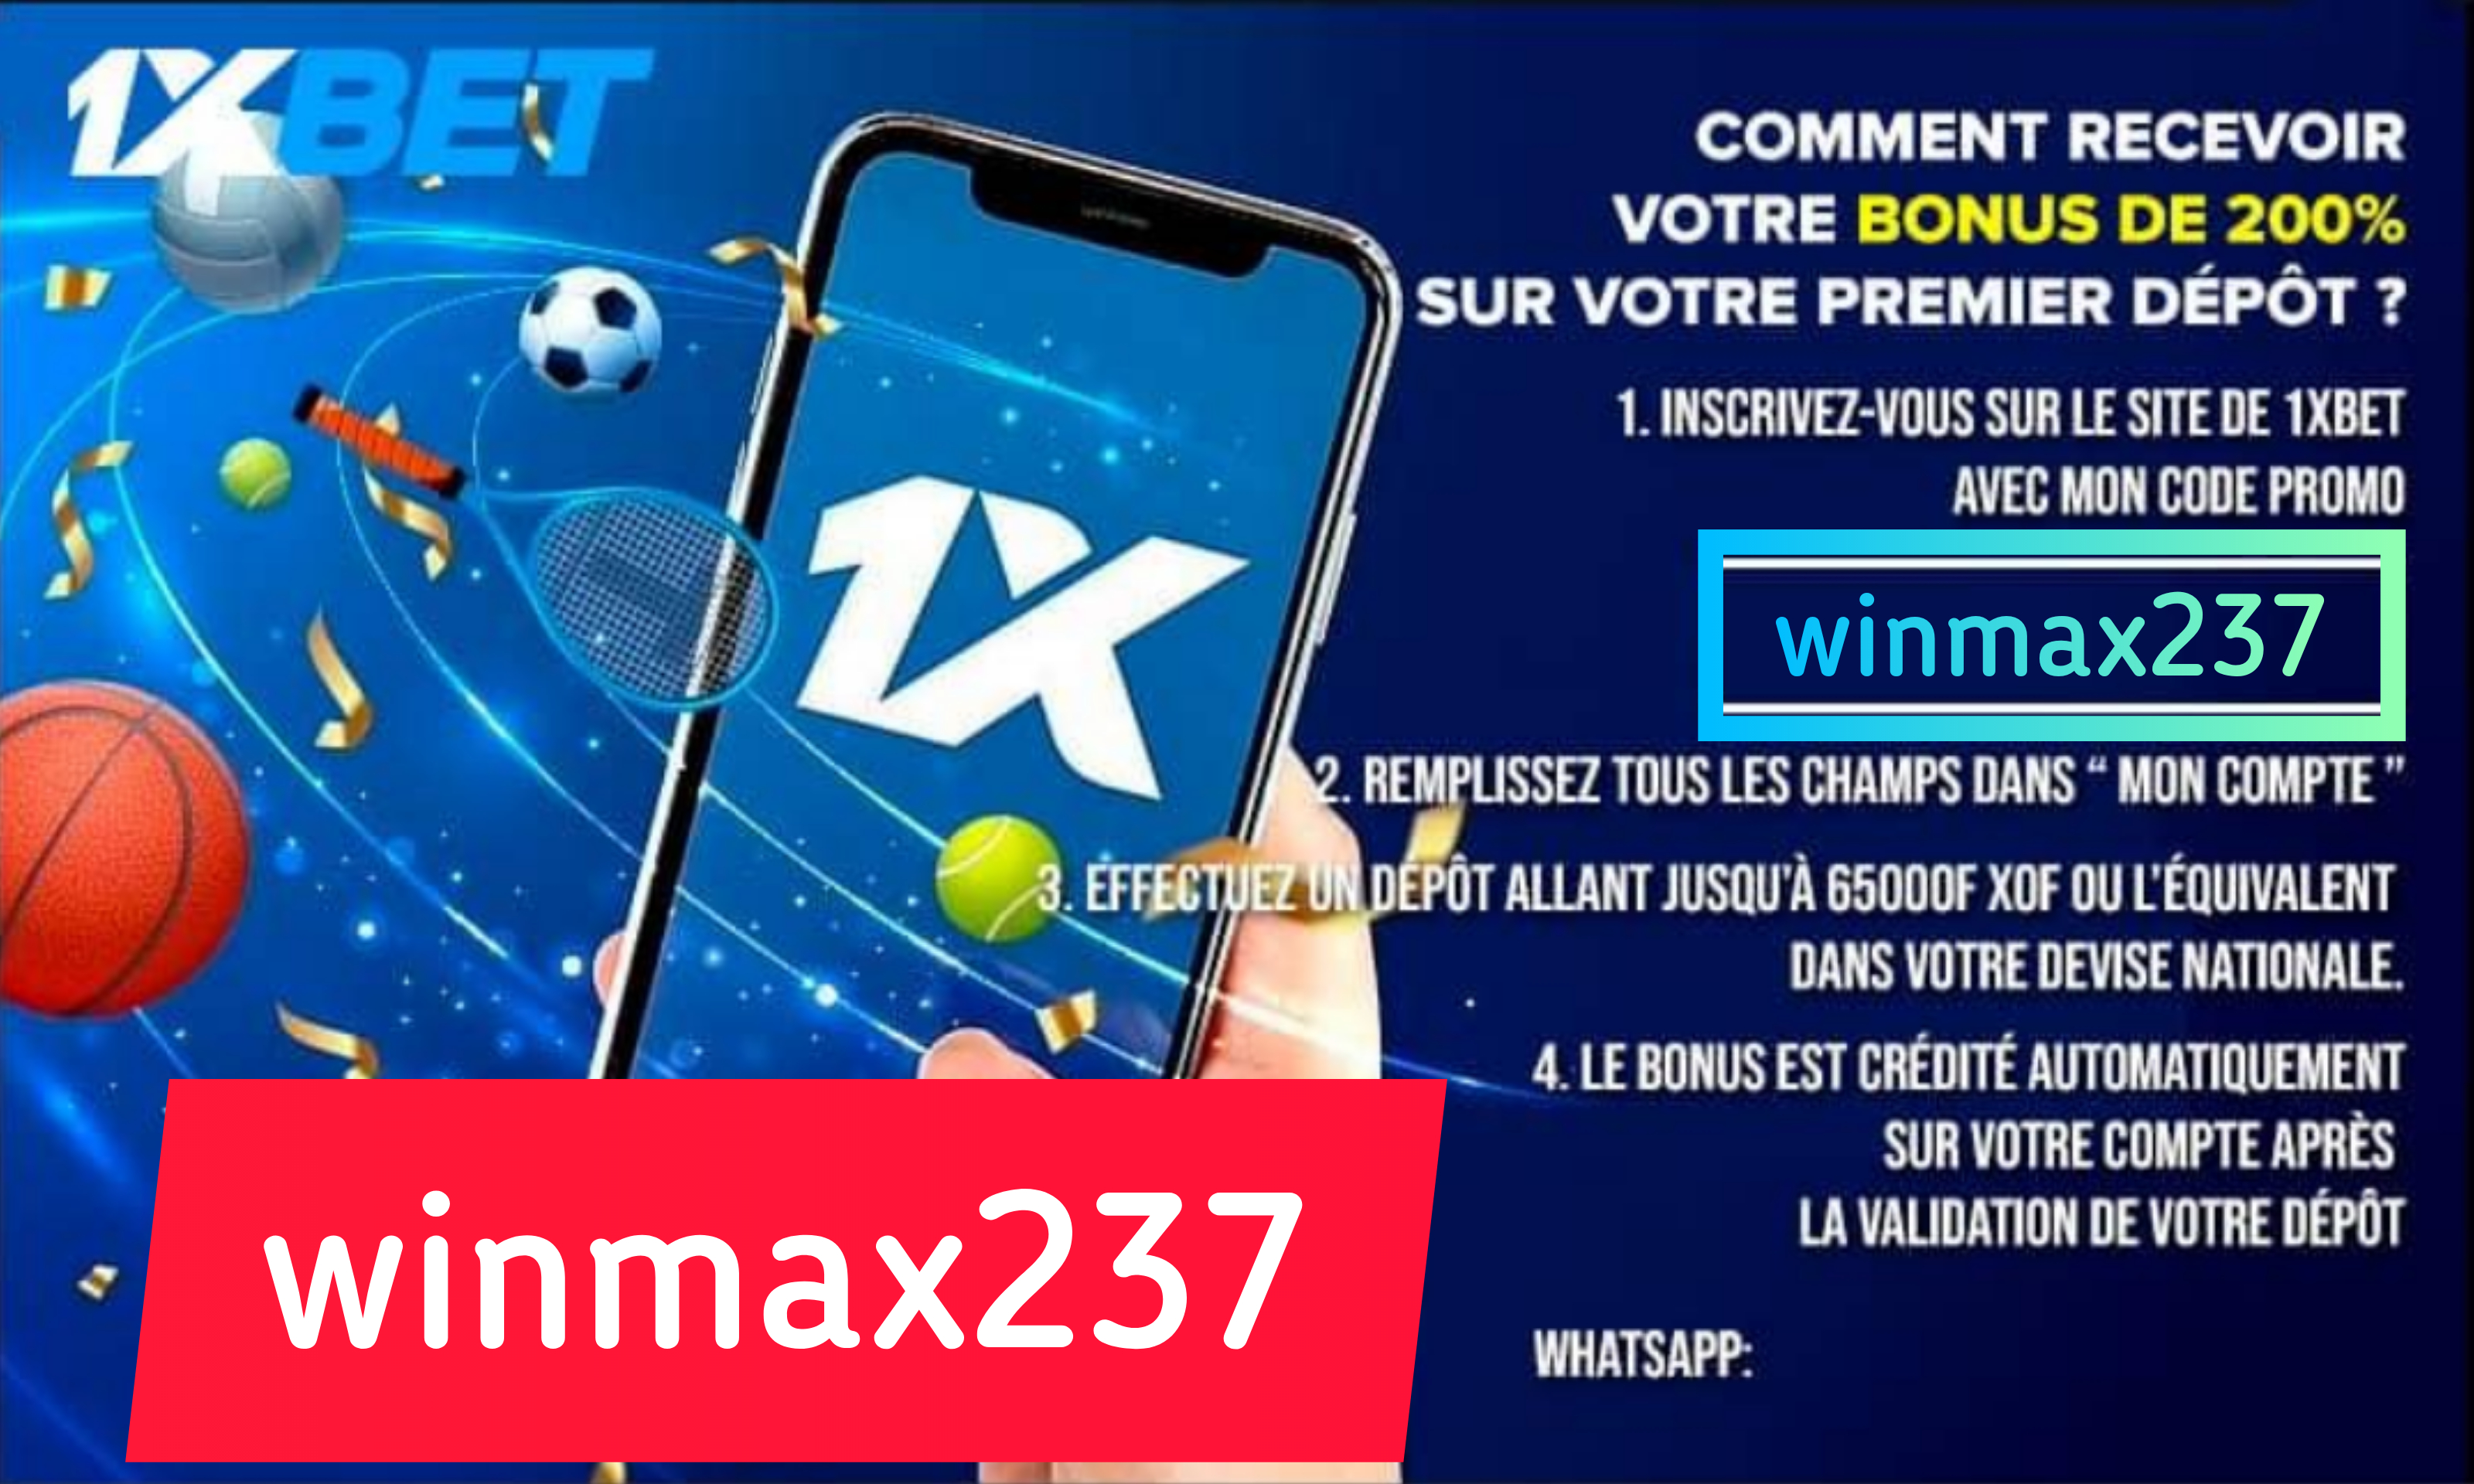 1XBET
COMMENT RECEVOIR
VOTRE BONUS DE 200%
SUR VOTRE PREMIER DÉPÔT ?
1. INSCRIVEZ-VOUS SUR LE SITE DE 1XBET
AVEC MON CODE PROMO
winmax237
1X
2. REMPLISSEZ TOUS LES CHAMPS DANS “ MON COMPTE ”
3. EFFECTUEZ UN DÉPÔT ALLANT JUSQU'À 65000F XOF OU L'ÉQUIVALENT
DANS VOTRE DEVISE NATIONALE.
4. LE BONUS EST CRÉDITÉ AUTOMATIQUEMENT
SUR VOTRE COMPTE APRÈS
LA VALIDATION DE VOTRE DÉPÔT
winmax237
WHATSAPP: